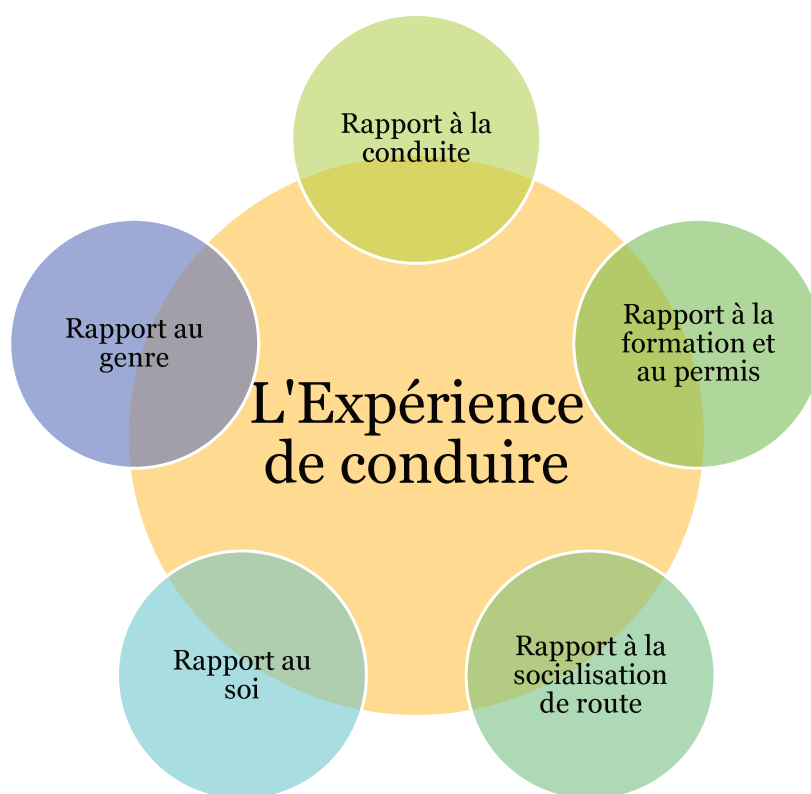 Rapport à la
conduite
Rapport à la
formation et
au permis
Rapport au
genre
L'Expérience
de conduire
Rapport au
soi
Rapport à la
socialisation
de route